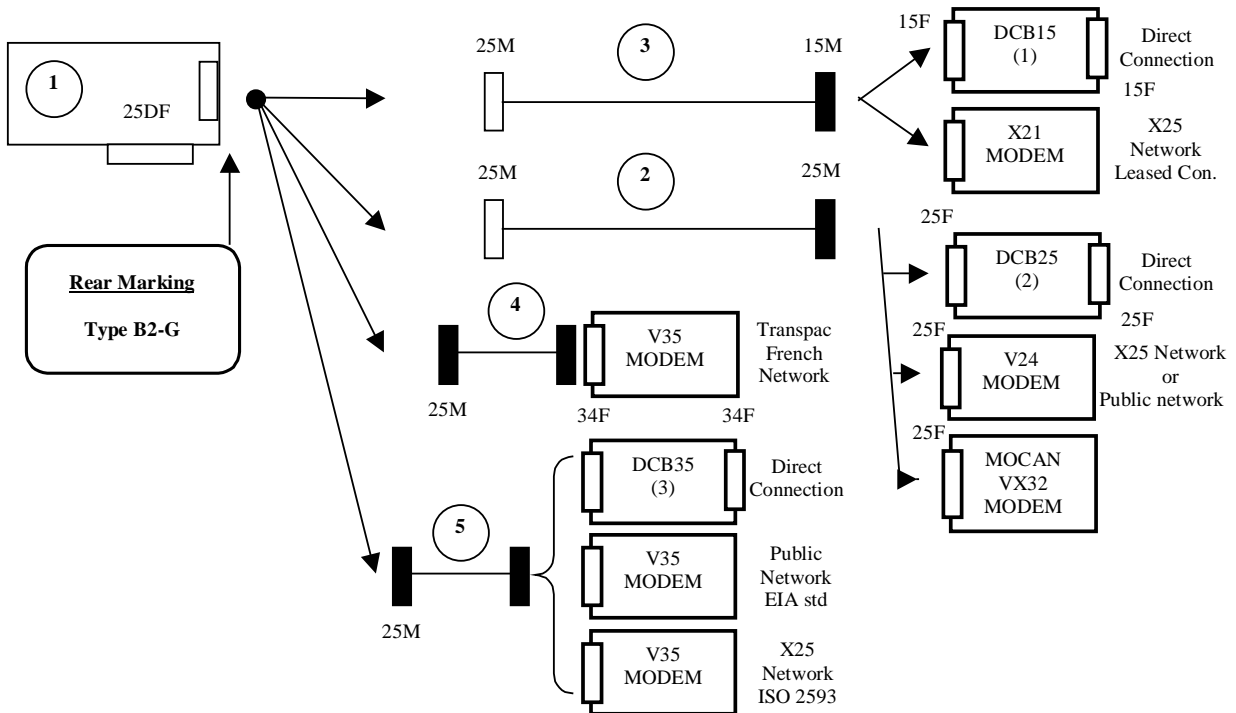 1
25DF
Rear Marking
Type B2-G
25M
3
15M
15F
DCB15
(1)
Direct
Connection
15F
X21
MODEM
X25
Network
Leased Con.
25M
2
25M
25F
DCB25
(2)
Direct
Connection
25F
25F
V24
MODEM
X25 Network
or
Public network
25F
MOCAN
VX32
MODEM
4
25M
V35
MODEM
Transpac
French
Network
34F
34F
DCB35
(3)
Direct
Connection
5
25M
V35
MODEM
Public
Network
EIA std
V35
MODEM
X25
Network
ISO 2593